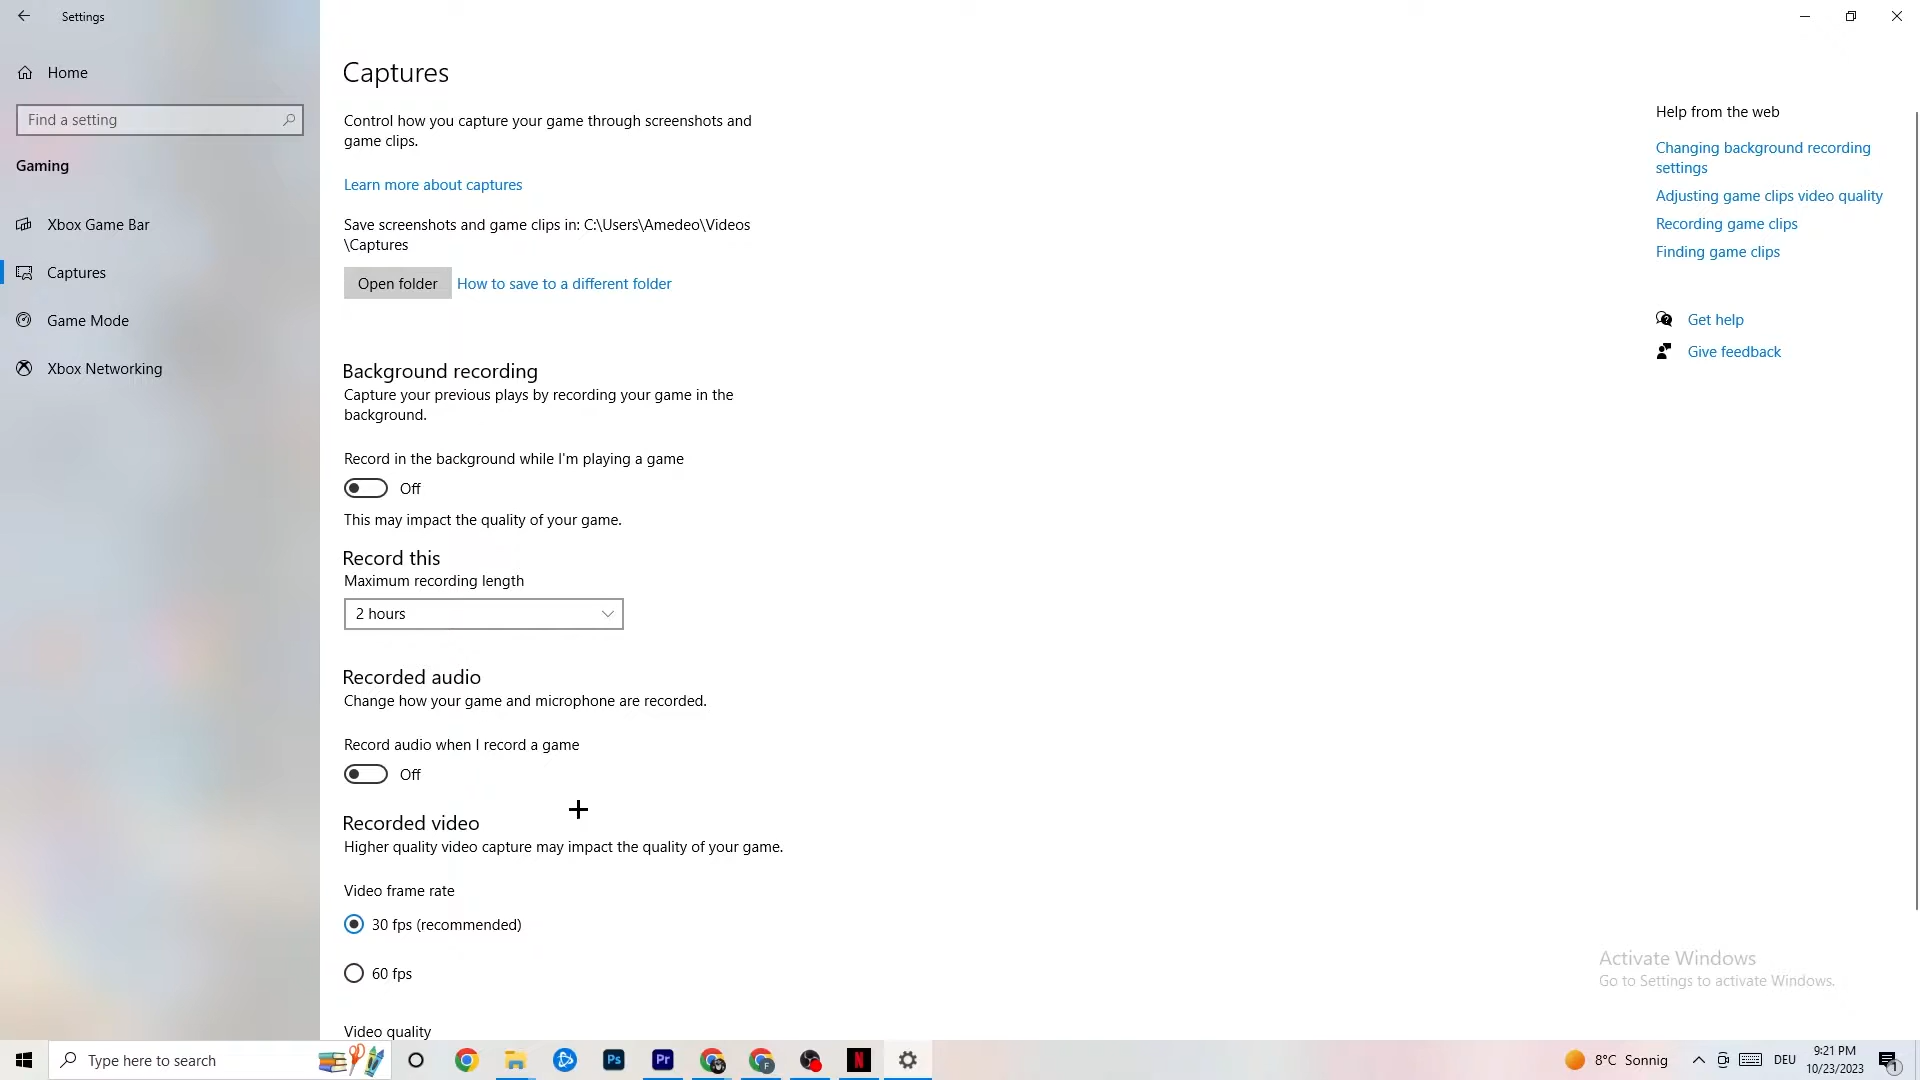 Settings
Home
Find a setting
Gaming
Xbox Game Bar
Captures
Game Mode
Xbox Networking
Captures
Control how you capture your game through screenshots and
game clips.
Learn more about captures
Save screenshots and game clips in: C:\Users\Amedeo\Videos
\Captures
Open folder
How to save to a different folder
Background recording
Capture your previous plays by recording your game in the
background.
Record in the background while I'm playing a game
Off
This may impact the quality of your game.
Record this
Maximum recording length
2 hours
Recorded audio
Change how your game and microphone are recorded.
Record audio when I record a game
Off
Recorded video
Higher quality video capture may impact the quality of your game.
Video frame rate
30 fps (recommended)
60 fps
Video quality
Help from the web
Changing background recording
settings
Adjusting game clips video quality
Recording game clips
Finding game clips
Get help
Give feedback
Activate Windows
Go to Settings to activate Windows.
Type here to search
Ps
Pr
F
N
8°C Sonnig
DEU
9:21 PM
10/23/2023
1